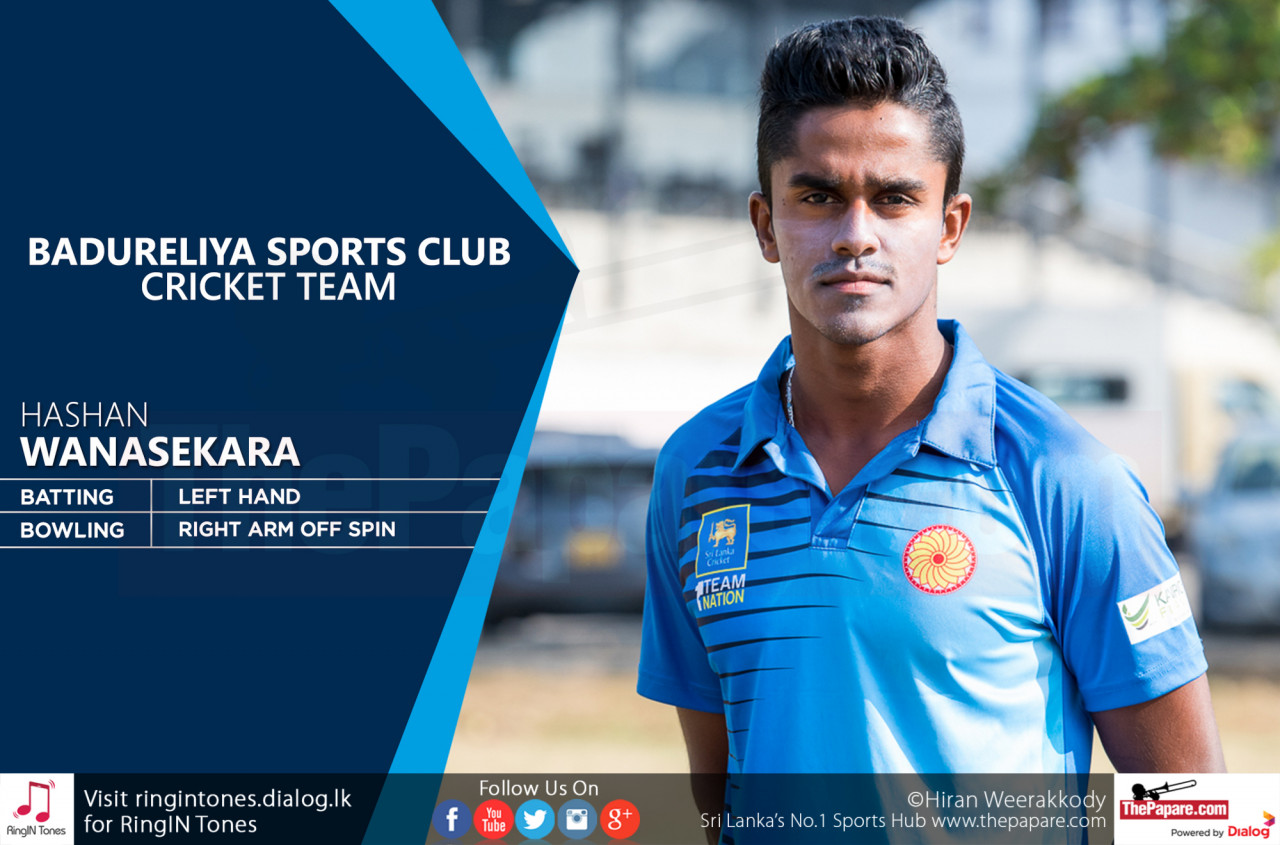 BADURELIYA SPORTS CLUB
CRICKET TEAM
HASHAN
WANASEKARA
BATTING LEFT HAND
BOWLING RIGHT ARM OFF SPIN
Sri Lanka
Cricket
1TEAM
NATION
RingIN Tones
Visit ringintones.dialog.lk
for RingIN Tones
Follow Us On
f
You
Tube
g+
©Hiran Weerakkody
Sri Lanka's No.1 Sports Hub www.thepapare.com
ThePapare.com
Powered by Dialog